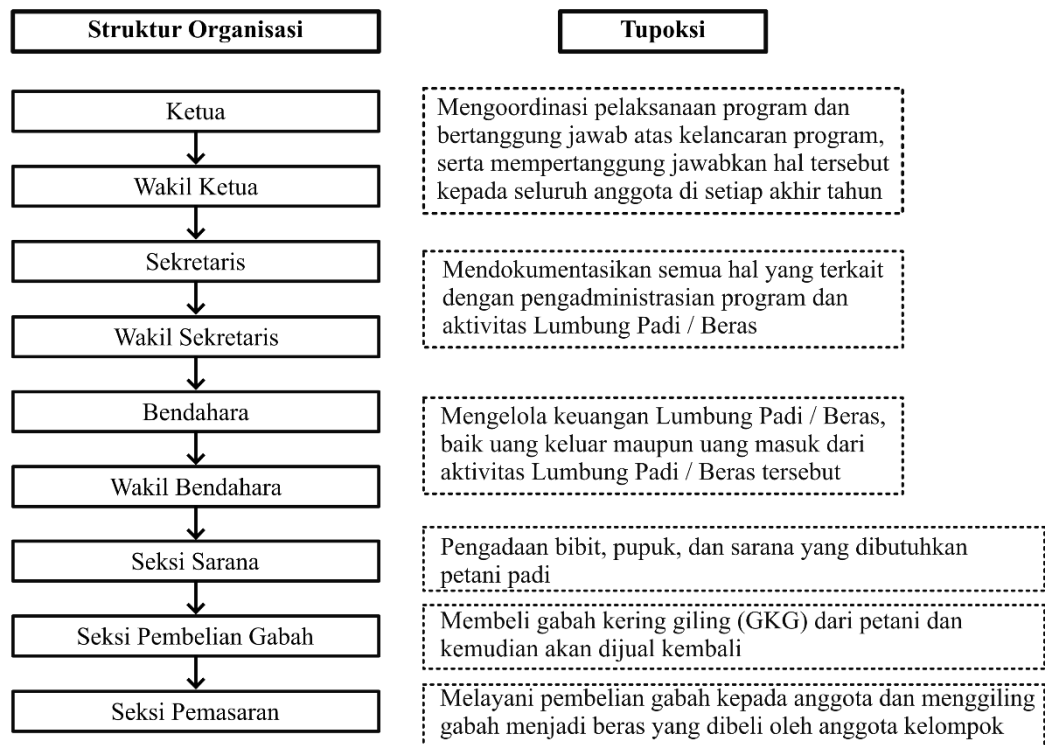 Struktur Organisasi
Tupoksi
Ketua
Wakil Ketua
Mengoordinasi pelaksanaan program dan
bertanggung jawab atas kelancaran program,
serta mempertanggung jawabkan hal tersebut
kepada seluruh anggota di setiap akhir tahun
Sekretaris
Wakil Sekretaris
Mendokumentasikan semua hal yang terkait
dengan pengadministrasian program dan
aktivitas Lumbung Padi / Beras
Bendahara
Wakil Bendahara
Mengelola keuangan Lumbung Padi / Beras,
baik uang keluar maupun uang masuk dari
aktivitas Lumbung Padi / Beras tersebut
Seksi Sarana
Pengadaan bibit, pupuk, dan sarana yang dibutuhkan
petani padi
Seksi Pembelian Gabah
Membeli gabah kering giling (GKG) dari petani dan
kemudian akan dijual kembali
Seksi Pemasaran
Melayani pembelian gabah kepada anggota dan menggiling
gabah menjadi beras yang dibeli oleh anggota kelompok